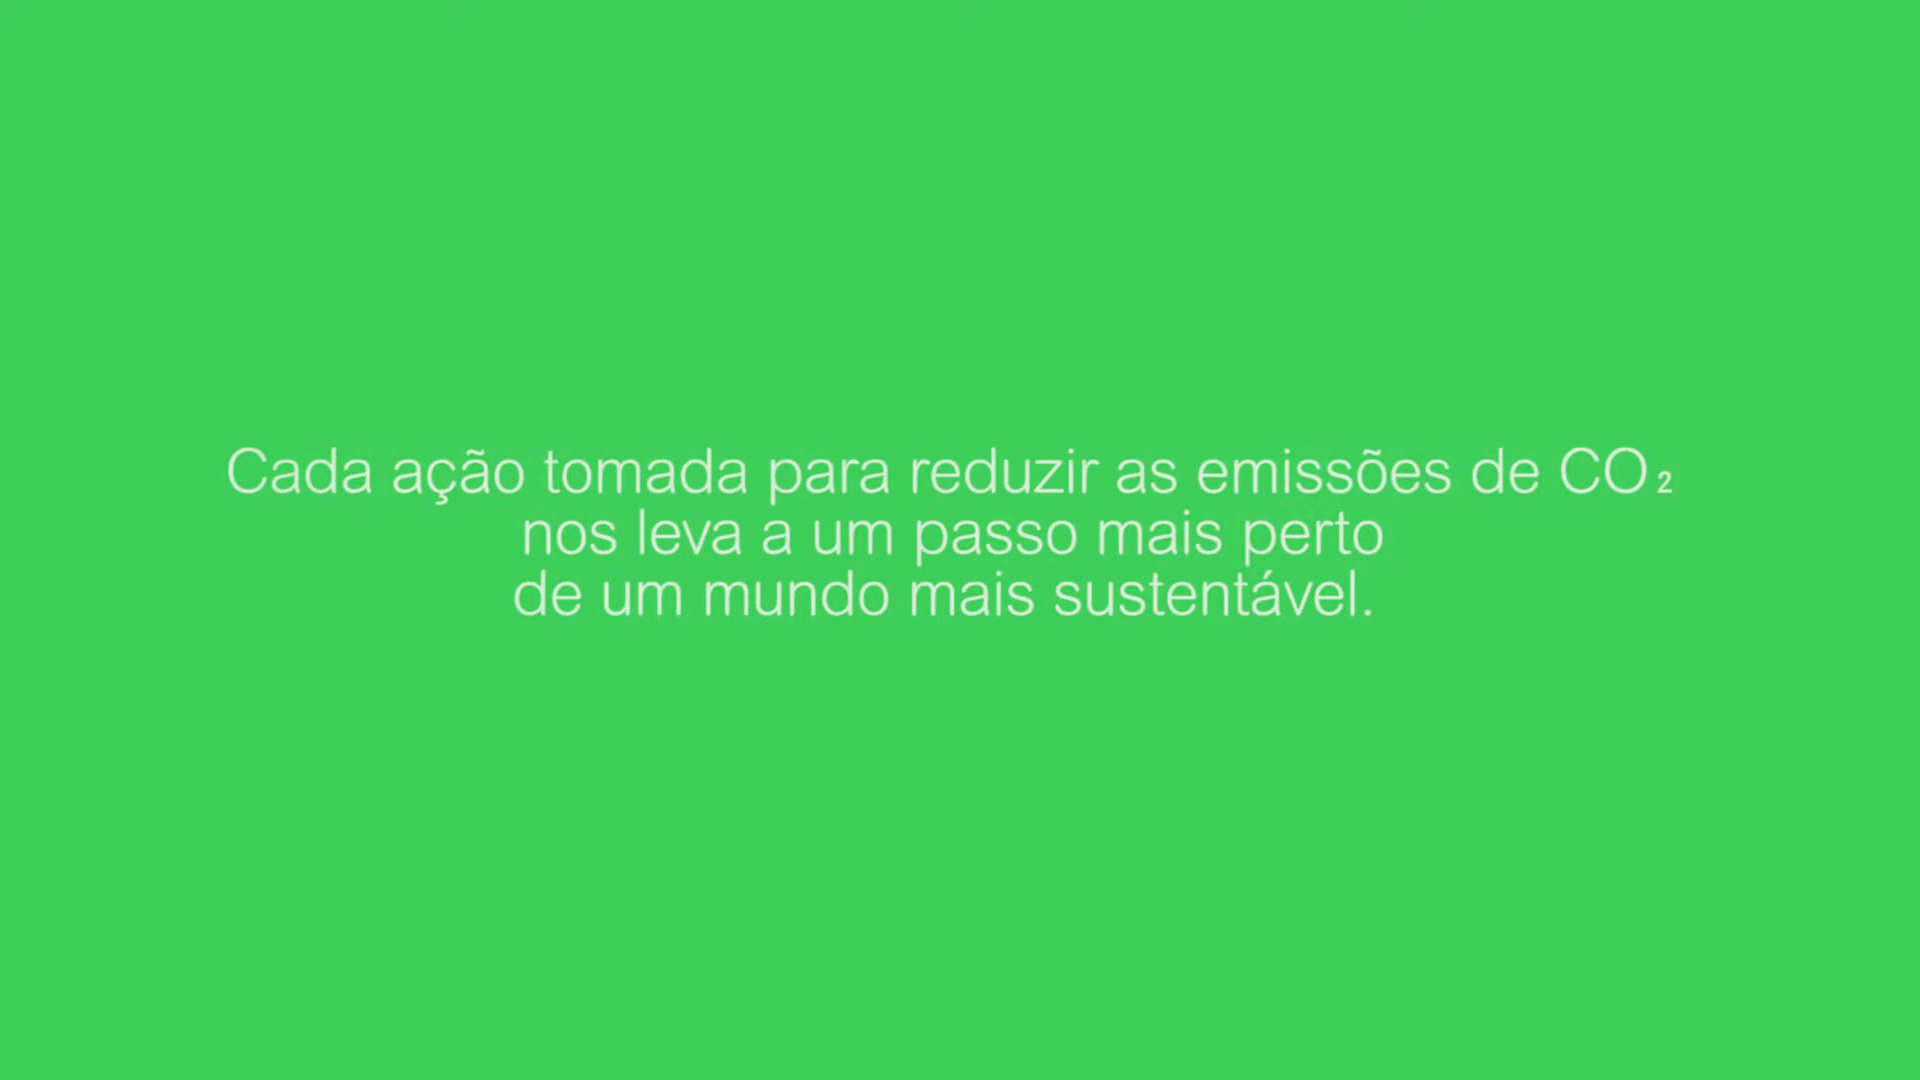 Cada ação tomada para reduzir as emissões de CO₂
nos leva a um passo mais perto
de um mundo mais sustentável.